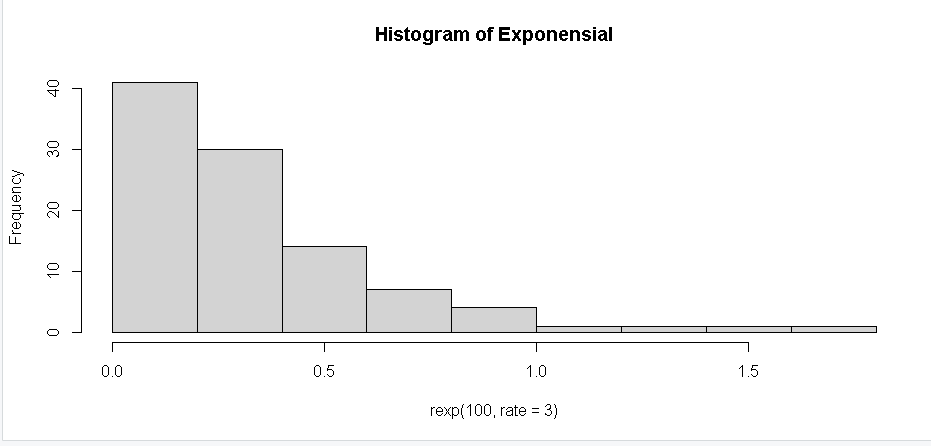 Histogram of Exponensial
Frequency
40
30
20
10
0
0.0 0.5 1.0 1.5
rexp(100, rate = 3)